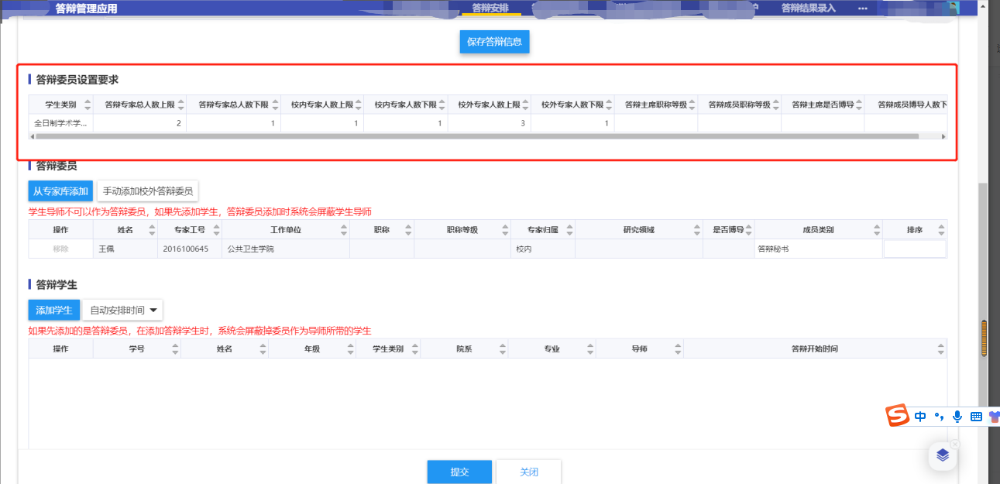 答辩管理应用 答辩安排 答辩结果录入 •••
保存答辩信息
答辩委员设置要求
学生类别 答辩专家总人数上限 答辩专家总人数下限 校内专家人数上限 校内专家人数下限 校外专家人数上限 校外专家人数下限 答辩主席职称等级 答辩成员职称等级 答辩主席是否博导 答辩成员博导人数下
全日制学术学... 2 1 1 1 3 1
答辩委员
从专家库添加 手动添加校外答辩委员
学生导师不可以作为答辩委员，如果先添加学生，答辩委员添加时系统会屏蔽学生导师
操作 姓名 专家工号 工作单位 职称 职称等级 专家归属 研究领域 是否博导 成员类别 排序
移除 王佩 2016100645 公共卫生学院 校内 答辩秘书
答辩学生
添加学生 自动安排时间
如果先添加的是答辩委员，在添加答辩学生时，系统会屏蔽掉委员作为导师所带的学生
操作 学号 姓名 年级 学生类别 院系 专业 导师 答辩开始时间
中
提交 关闭